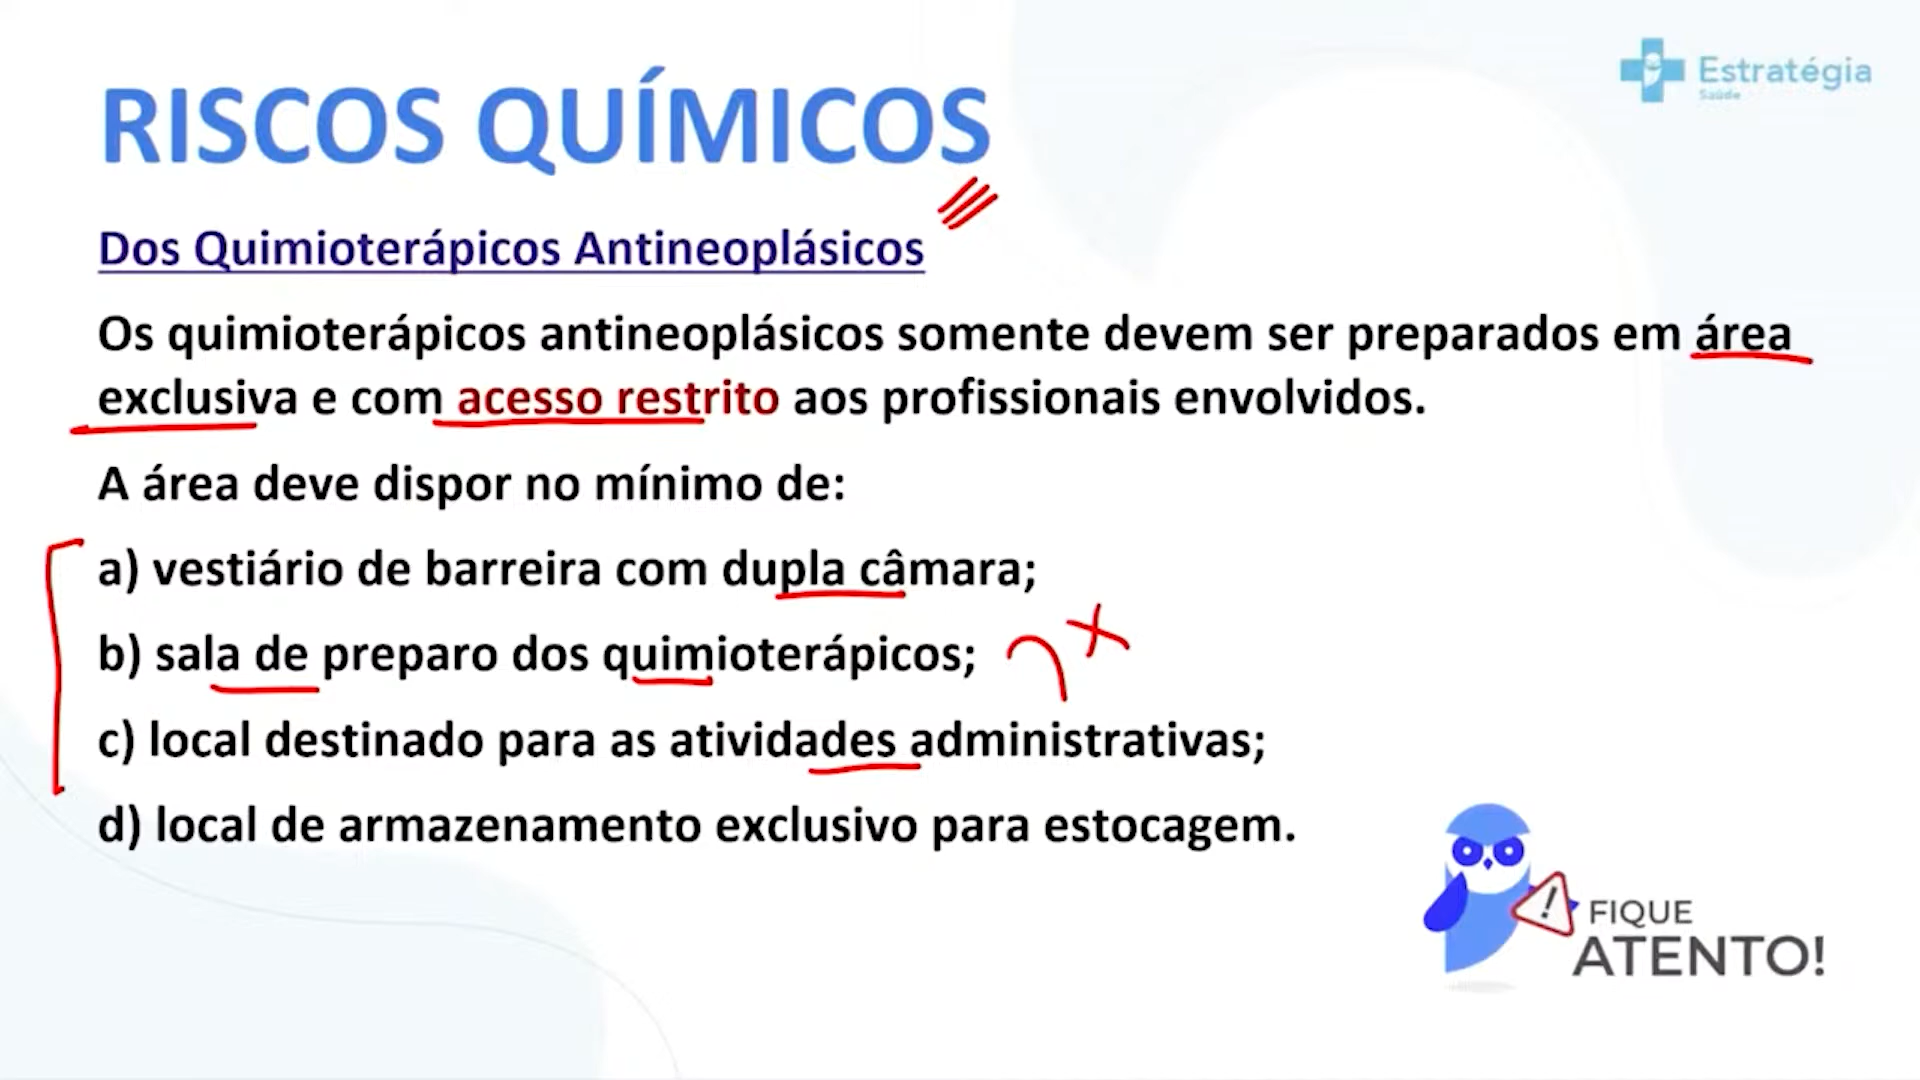 Estratégia
Saúde
RISCOS QUÍMICOS
Dos Quimioterápicos Antineoplásicos
Os quimioterápicos antineoplásicos somente devem ser preparados em área
exclusiva e com acesso restrito aos profissionais envolvidos.
A área deve dispor no mínimo de:
a) vestiário de barreira com dupla câmara;
b) sala de preparo dos quimioterápicos;
c) local destinado para as atividades administrativas;
d) local de armazenamento exclusivo para estocagem.
FIQUE
ATENTO!